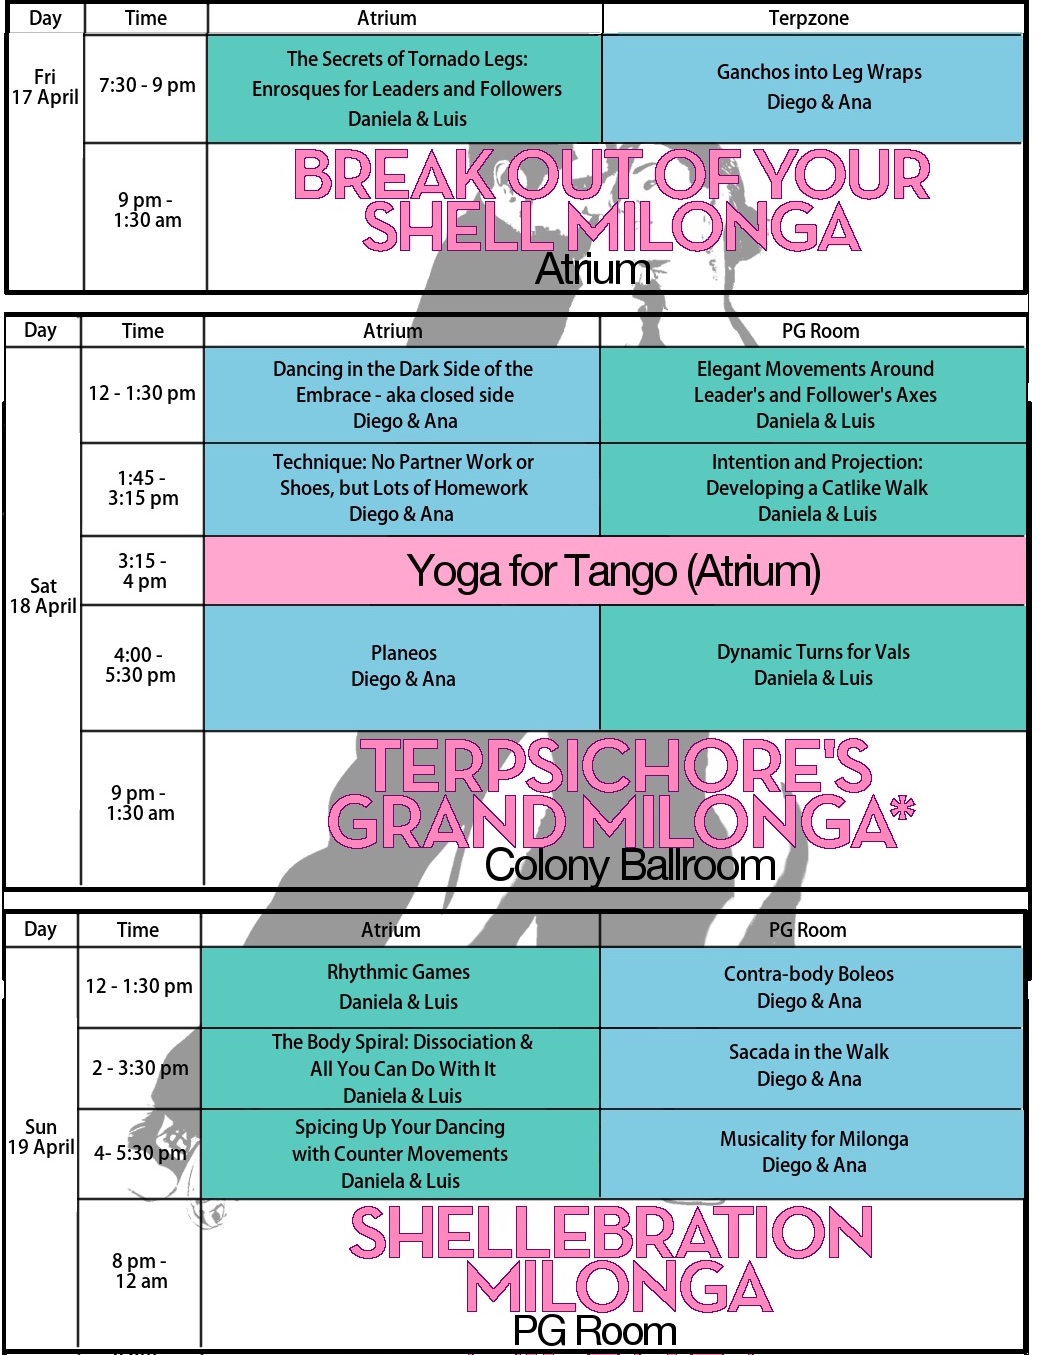 Day Time Atrium Terpzone
Fri
17 April
7:30 - 9 pm
The Secrets of Tornado Legs:
Enrosques for Leaders and Followers
Daniela & Luis
Ganchos into Leg Wraps
Diego & Ana
9 pm -
1:30 am
BREAK OUT OF YOUR
SHELL MILONGA
Atrium
Day Time Atrium PG Room
Sat
18 April
12 - 1:30 pm
Dancing in the Dark Side of the
Embrace - aka closed side
Diego & Ana
Elegant Movements Around
Leader's and Follower's Axes
Daniela & Luis
1:45 -
3:15 pm
Technique: No Partner Work or
Shoes, but Lots of Homework
Diego & Ana
Intention and Projection:
Developing a Catlike Walk
Daniela & Luis
3:15 -
4 pm
Yoga for Tango (Atrium)
4:00 -
5:30 pm
Planeos
Diego & Ana
Dynamic Turns for Vals
Daniela & Luis
9 pm -
1:30 am
TERPSICHORE'S
GRAND MILONGA*
Colony Ballroom
Day Time Atrium PG Room
Sun
19 April
12 - 1:30 pm
Rhythmic Games
Daniela & Luis
Contra-body Boleos
Diego & Ana
2 - 3:30 pm
The Body Spiral: Dissociation &
All You Can Do With It
Daniela & Luis
Sacada in the Walk
Diego & Ana
4- 5:30 pm
Spicing Up Your Dancing
with Counter Movements
Daniela & Luis
Musicality for Milonga
Diego & Ana
8 pm -
12 am
SHELLEBRATION
MILONGA
PG Room